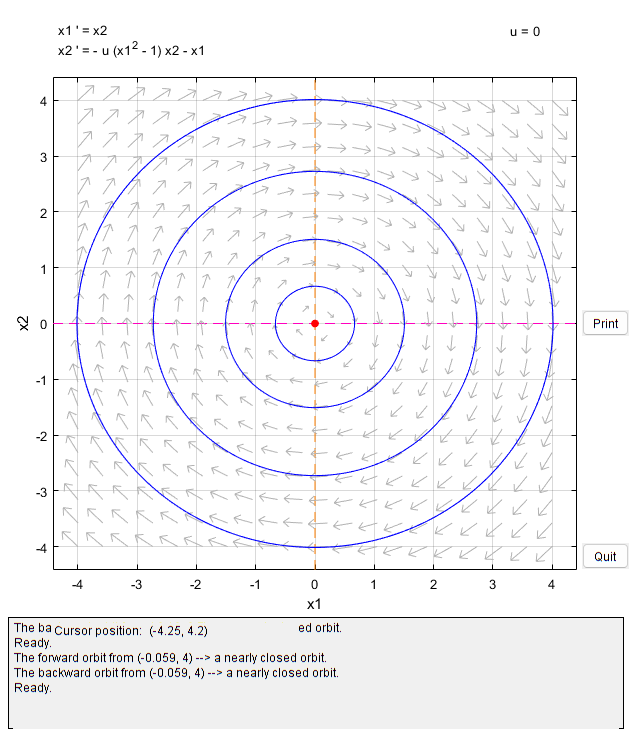 x1 ' = x2
u = 0
x2 ' = - u (x1² - 1) x2 - x1
4
3
2
1
0
-1
-2
-3
-4
x2
Print
Quit
-4 -3 -2 -1 0 1 2 3 4
x1
The ba Cursor position: (-4.25, 4.2) ed orbit.
Ready.
The forward orbit from (-0.059, 4) --> a nearly closed orbit.
The backward orbit from (-0.059, 4) --> a nearly closed orbit.
Ready.